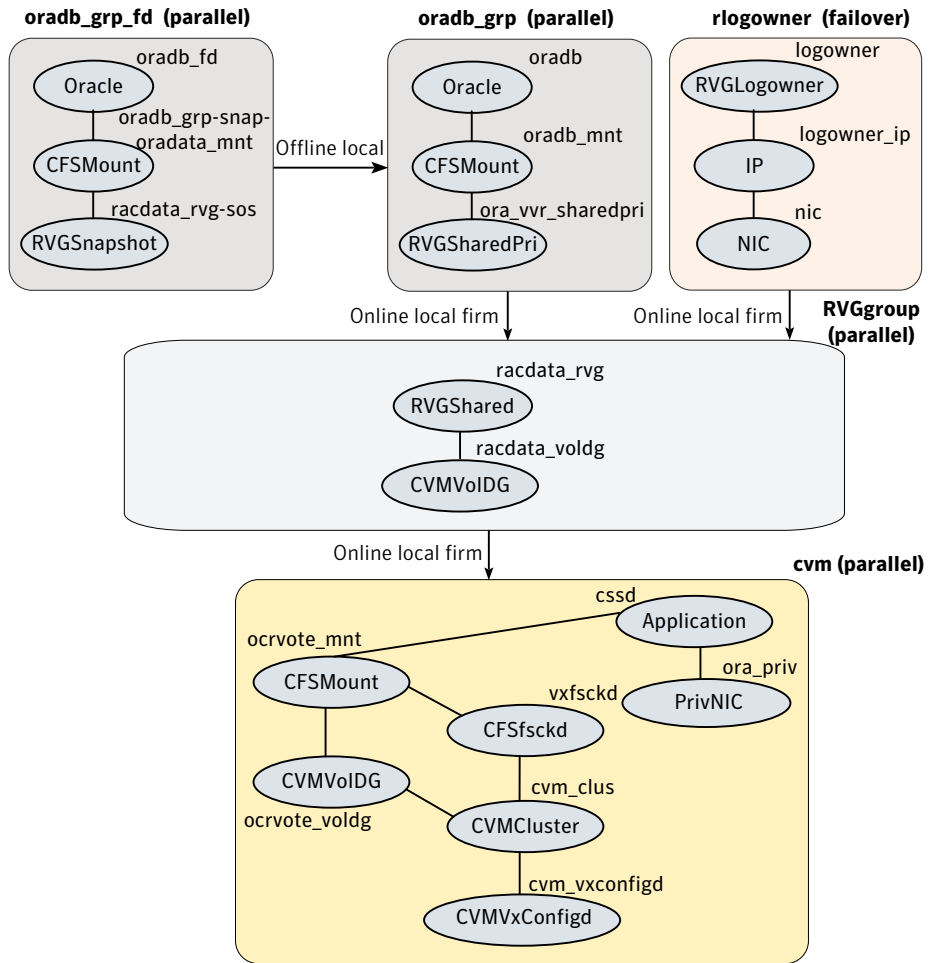 oradb_grp_fd (parallel)
oradb_grp (parallel)
rlogowner (failover)
oradb_fd
Oracle
oradb_grp-snap-
oradata_mnt
CFSMount
racdata_rvg-sos
RVGSnapshot
Offline local
oradb
Oracle
oradb_mnt
CFSMount
ora_vvr_sharedpri
RVGSharedPri
logowner
RVGLogowner
logowner_ip
IP
nic
NIC
Online local firm
Online local firm
RVGgroup
(parallel)
racdata_rvg
RVGShared
racdata_voldg
CVMVolDG
Online local firm
cvm (parallel)
cssd
Application
ocrvote_mnt
CFSMount
ora_priv
PrivNIC
vxfsckd
CFSfsckd
CVMVolDG
ocrvote_voldg
cvm_clus
CVMCluster
cvm_vxconfigd
CVMVxConfigd